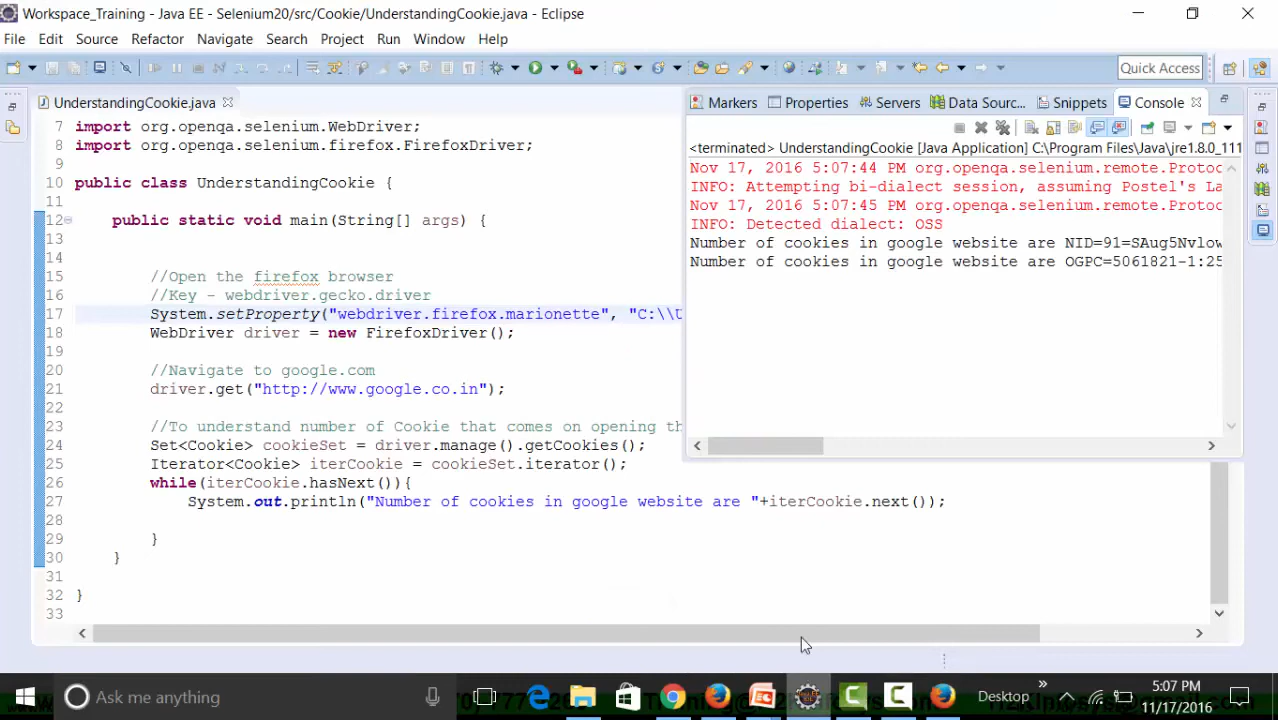 Workspace_Training - Java EE - Selenium20/src/Cookie/UnderstandingCookie.java - Eclipse
File Edit Source Refactor Navigate Search Project Run Window Help
Quick Access
UnderstandingCookie.java
7 import org.openqa.selenium.WebDriver;
8 import org.openqa.selenium.firefox.FirefoxDriver;
9
10 public class UnderstandingCookie {
11
12 public static void main(String[] args) {
13
14
15 //Open the firefox browser
16 //Key - webdriver.gecko.driver
17 System.setProperty("webdriver.firefox.marionette", "C:\\U
18 WebDriver driver = new FirefoxDriver();
19
20 //Navigate to google.com
21 driver.get("http://www.google.co.in");
22
23 //To understand number of Cookie that comes on opening th
24 Set<Cookie> cookieSet = driver.manage().getCookies();
25 Iterator<Cookie> iterCookie = cookieSet.iterator();
26 while(iterCookie.hasNext()){
27 System.out.println("Number of cookies in google website are "+iterCookie.next());
28
29 }
30 }
31
32 }
33
Markers Properties Servers Data Sourc... Snippets Console
<terminated> UnderstandingCookie [Java Application] C:\Program Files\Java\jre1.8.0_111
Nov 17, 2016 5:07:44 PM org.openqa.selenium.remote.Protoc
INFO: Attempting bi-dialect session, assuming Postel's La
Nov 17, 2016 5:07:45 PM org.openqa.selenium.remote.Protoc
INFO: Detected dialect: OSS
Number of cookies in google website are NID=91=SAug5Nvlow
Number of cookies in google website are OGPC=5061821-1:25
Ask me anything
Desktop
5:07 PM
11/17/2016